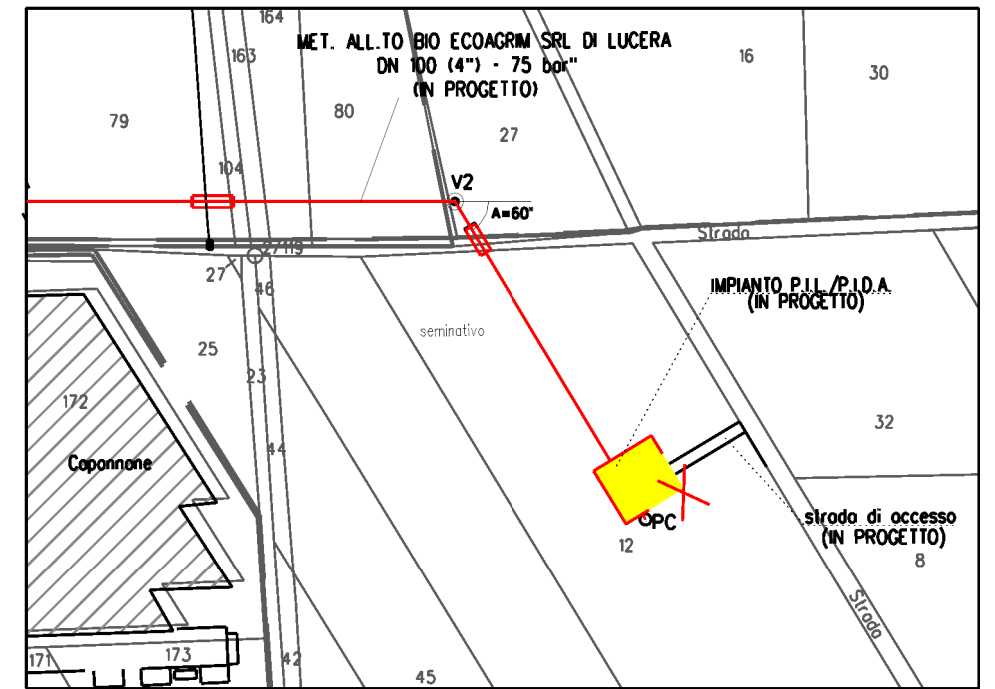 164
MET. ALL.TO BIO ECOAGRIM SRL DI LUCERA
DN 100 (4") - 75 bar"
(IN PROGETTO)
163
16
30
79
80
27
104
V2
A=60°
Strada
27
119
27
46
IMPIANTO P.I.L./P.I.D.A.
(IN PROGETTO)
seminativo
25
23
172
32
44
Capannone
strada di accesso
(IN PROGETTO)
PC
12
8
Strada
171
173
42
45